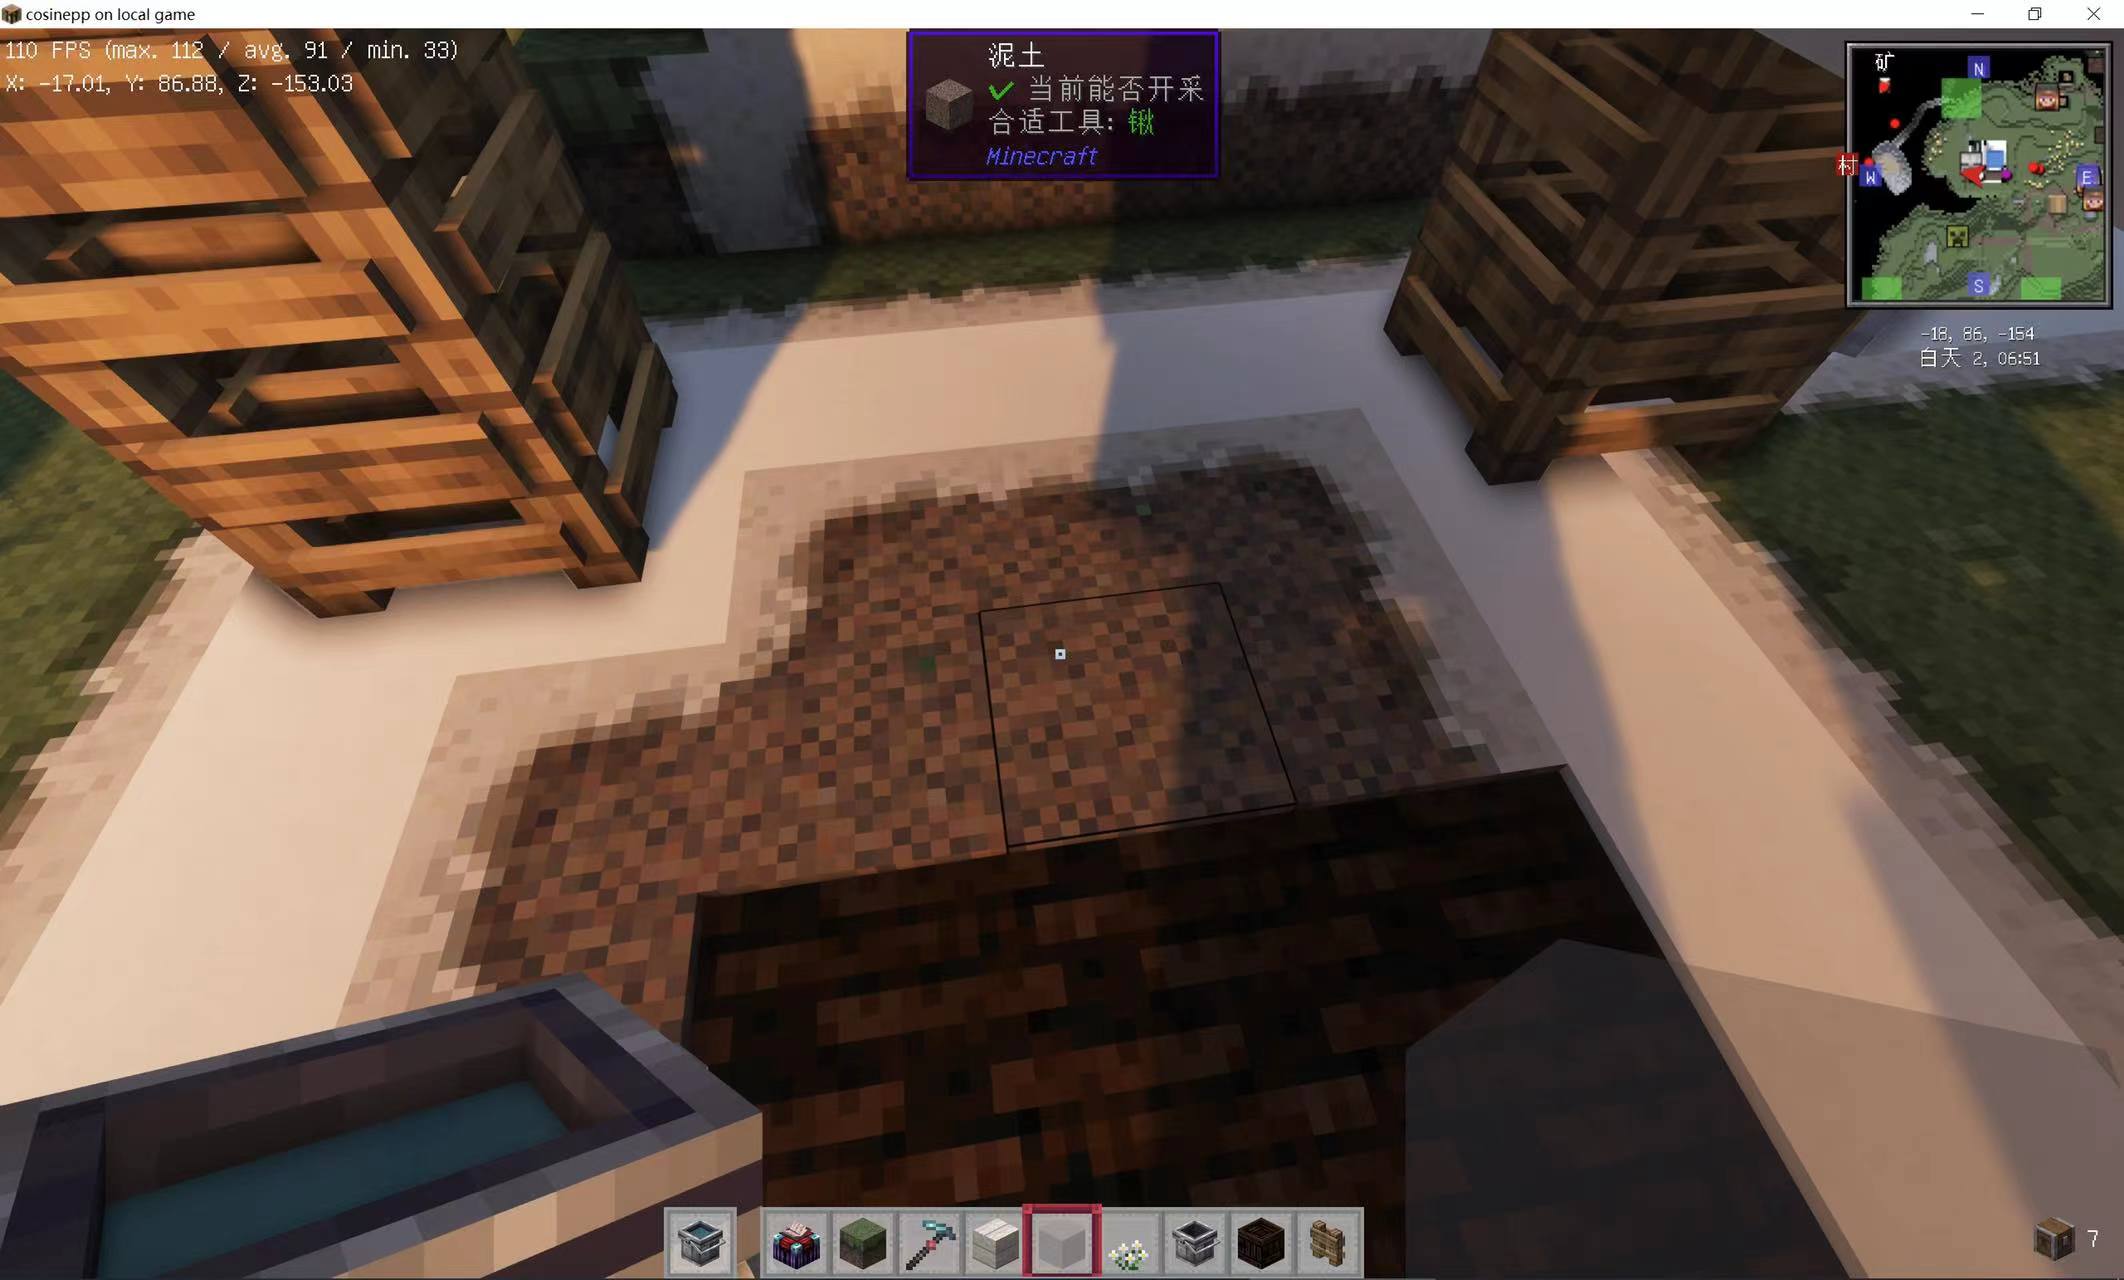 cosinepp on local game
110 FPS (max. 112 / avg. 91 / min. 33)
X: -17.01, Y: 86.88, Z: -153.03
泥土
当前能否开采
合适工具: 锹
Minecraft
矿
N
村
W
E
S
-18, 86, -154
白天 2, 06:51
7